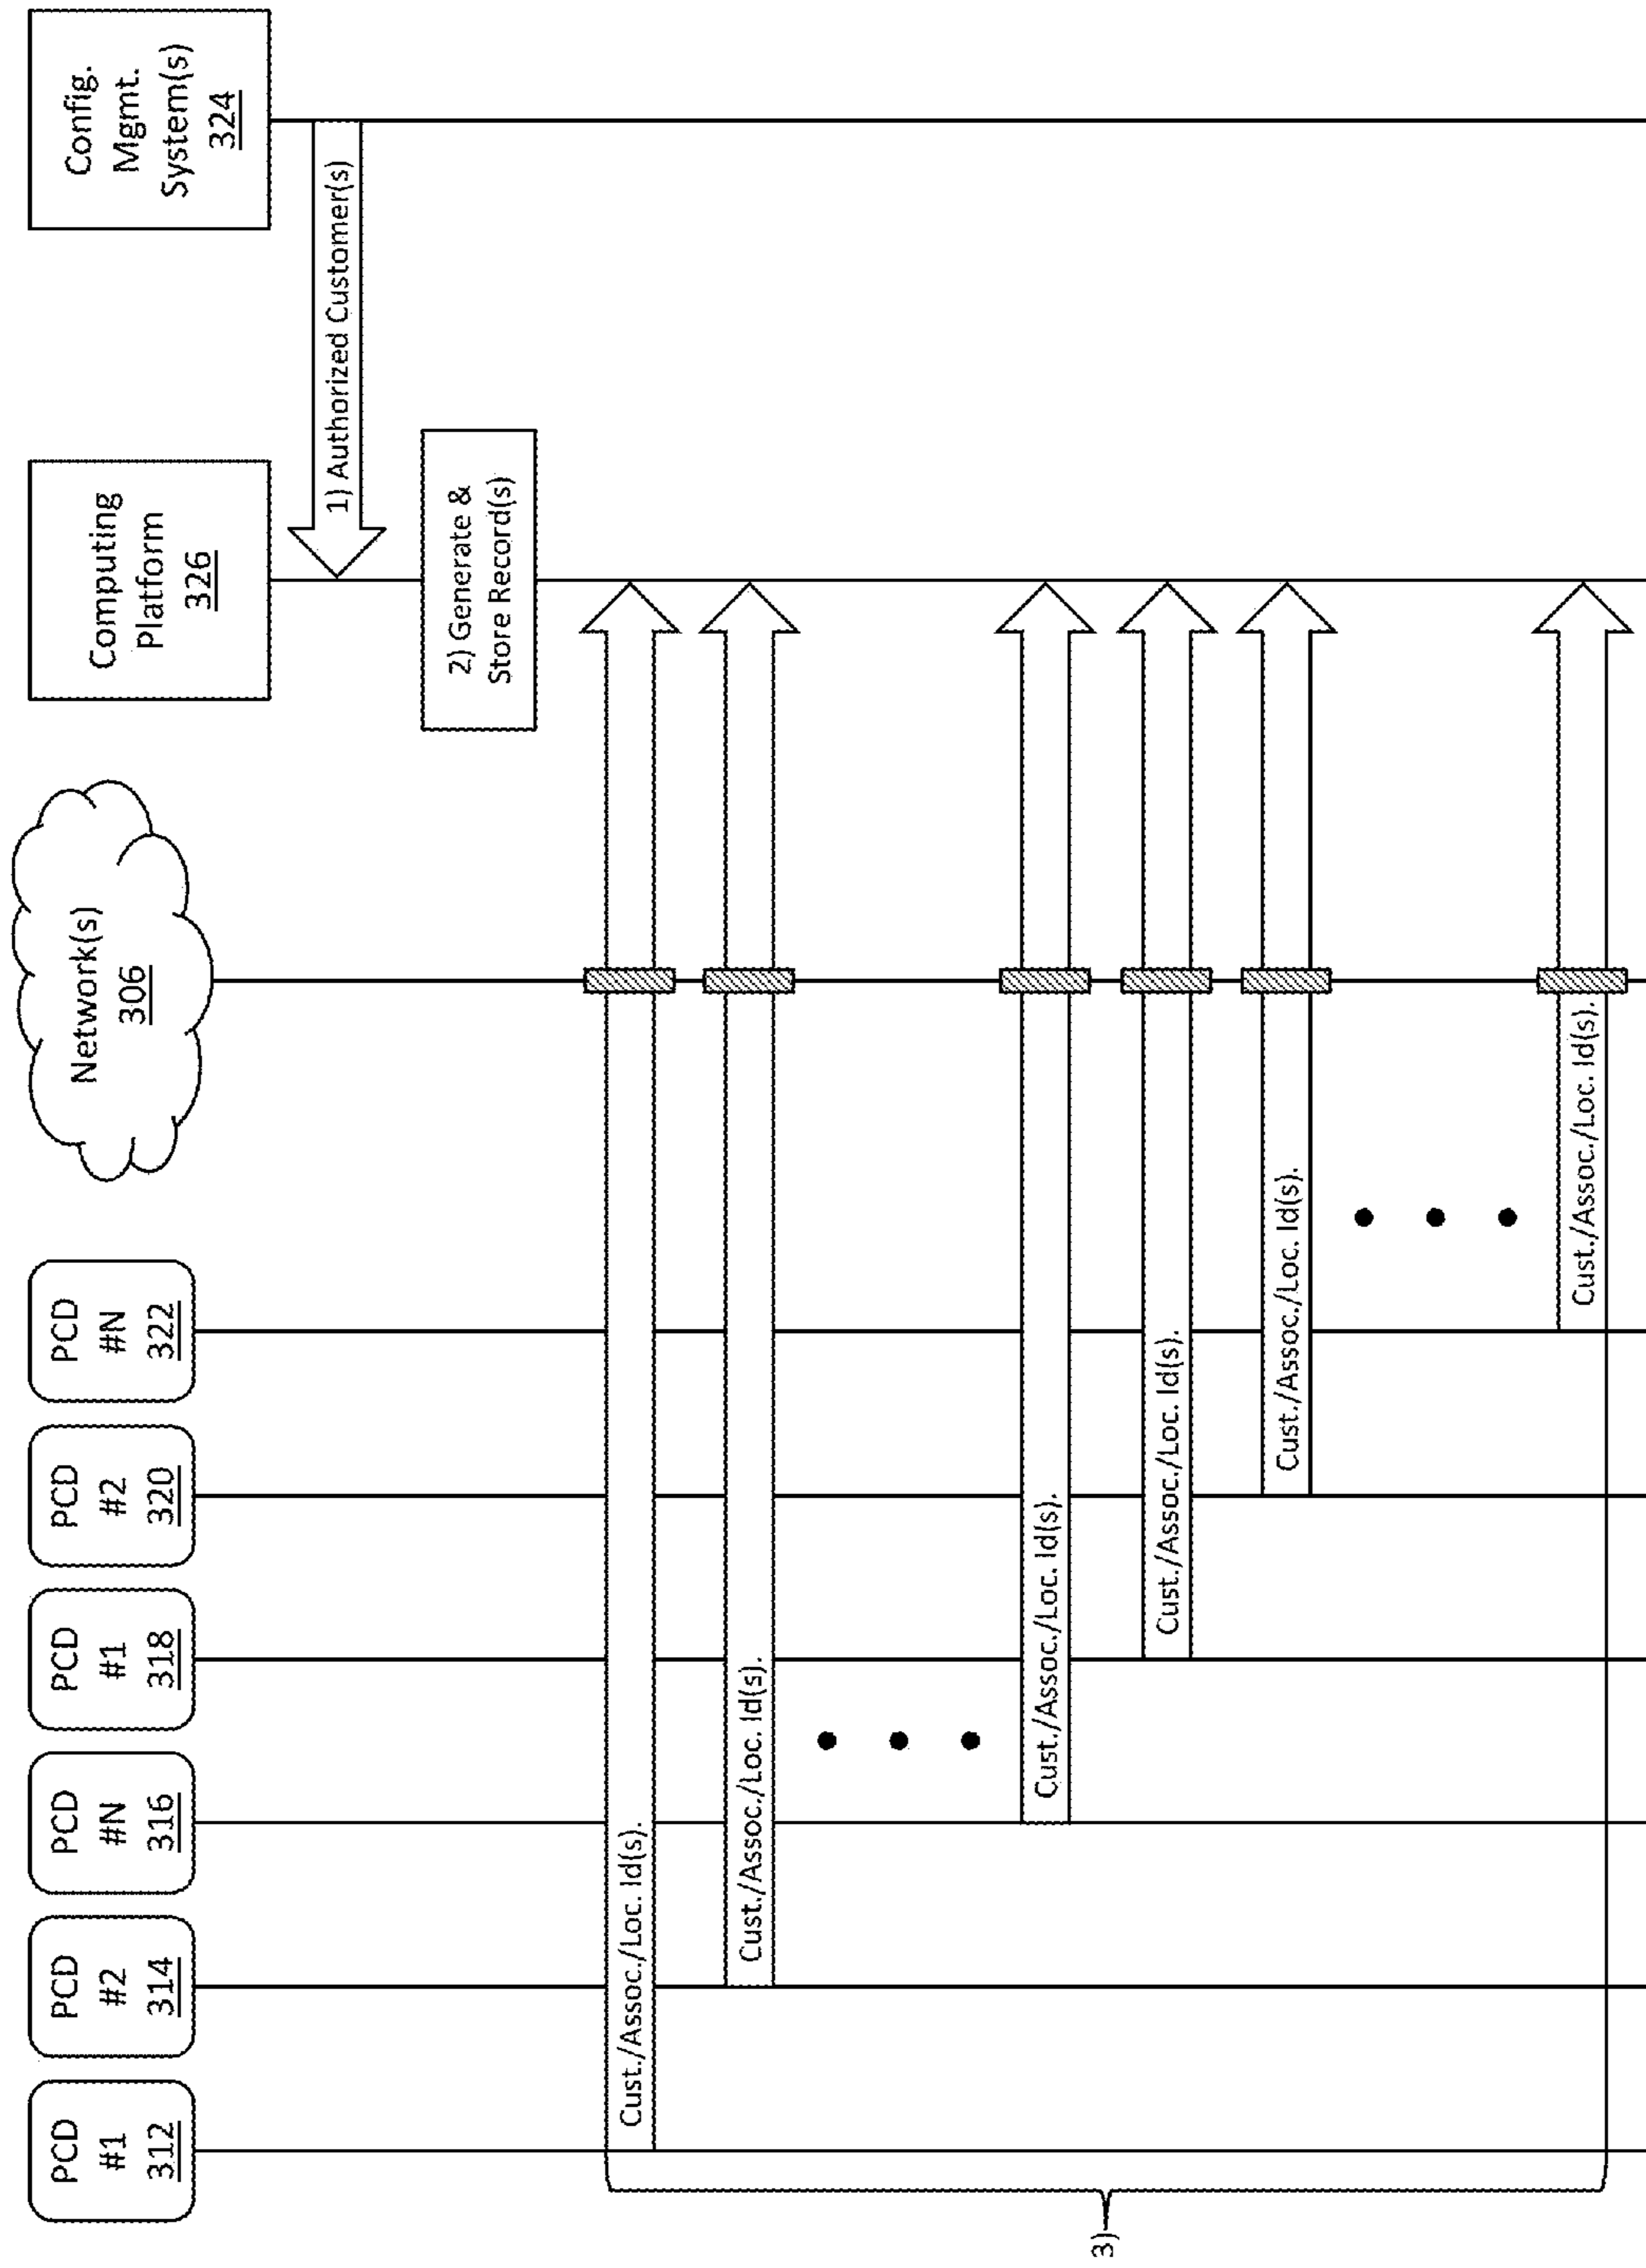 PCD
#1
312
PCD
#2
314
PCD
#N
316
PCD
#1
318
PCD
#2
320
PCD
#N
322
Network(s)
306
Computing
Platform
326
Config.
Mgmt.
System(s)
324
1) Authorized Customer(s)
2) Generate &
Store Record(s)
3)
Cust./Assoc./Loc. Id(s).
Cust./Assoc./Loc. Id(s).
Cust./Assoc./Loc. Id(s).
Cust./Assoc./Loc. Id(s).
Cust./Assoc./Loc. Id(s).
Cust./Assoc./Loc. Id(s).